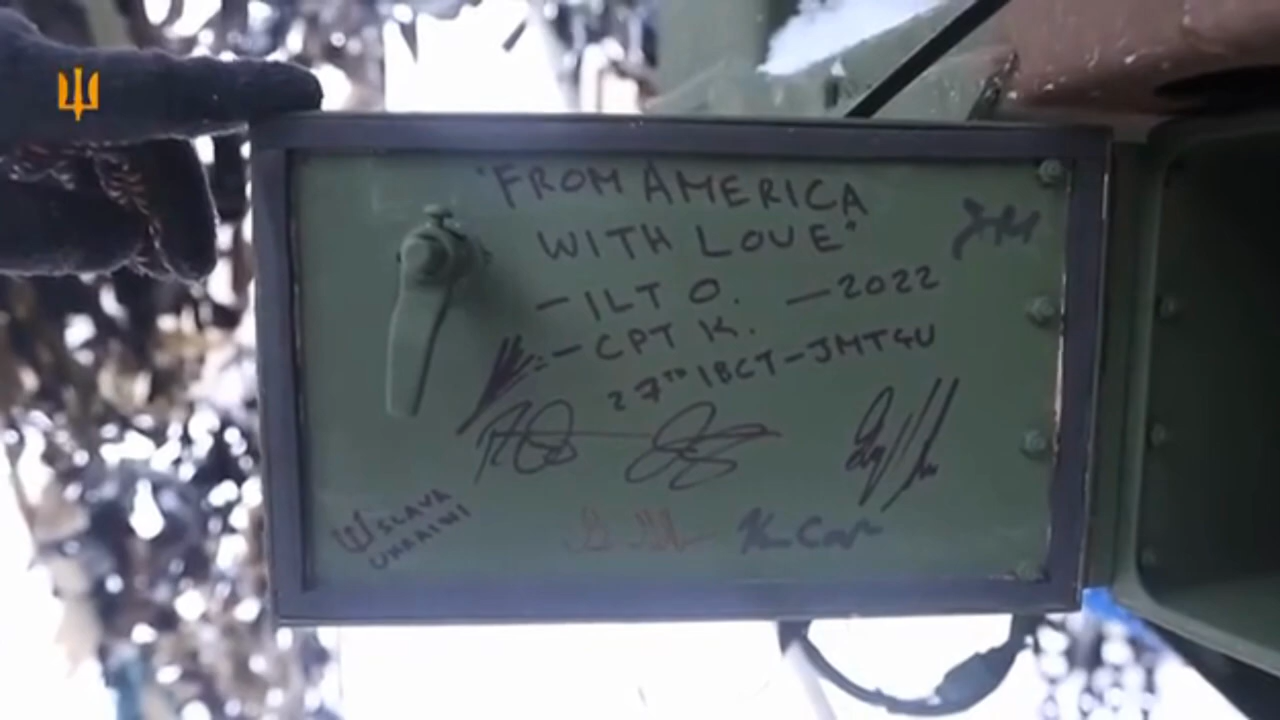 "FROM AMERICA
WITH LOVE"
-1LT O. -2022
-CPT K.
27TH IBCT-JMTGU
SLAVA
UKRAINI